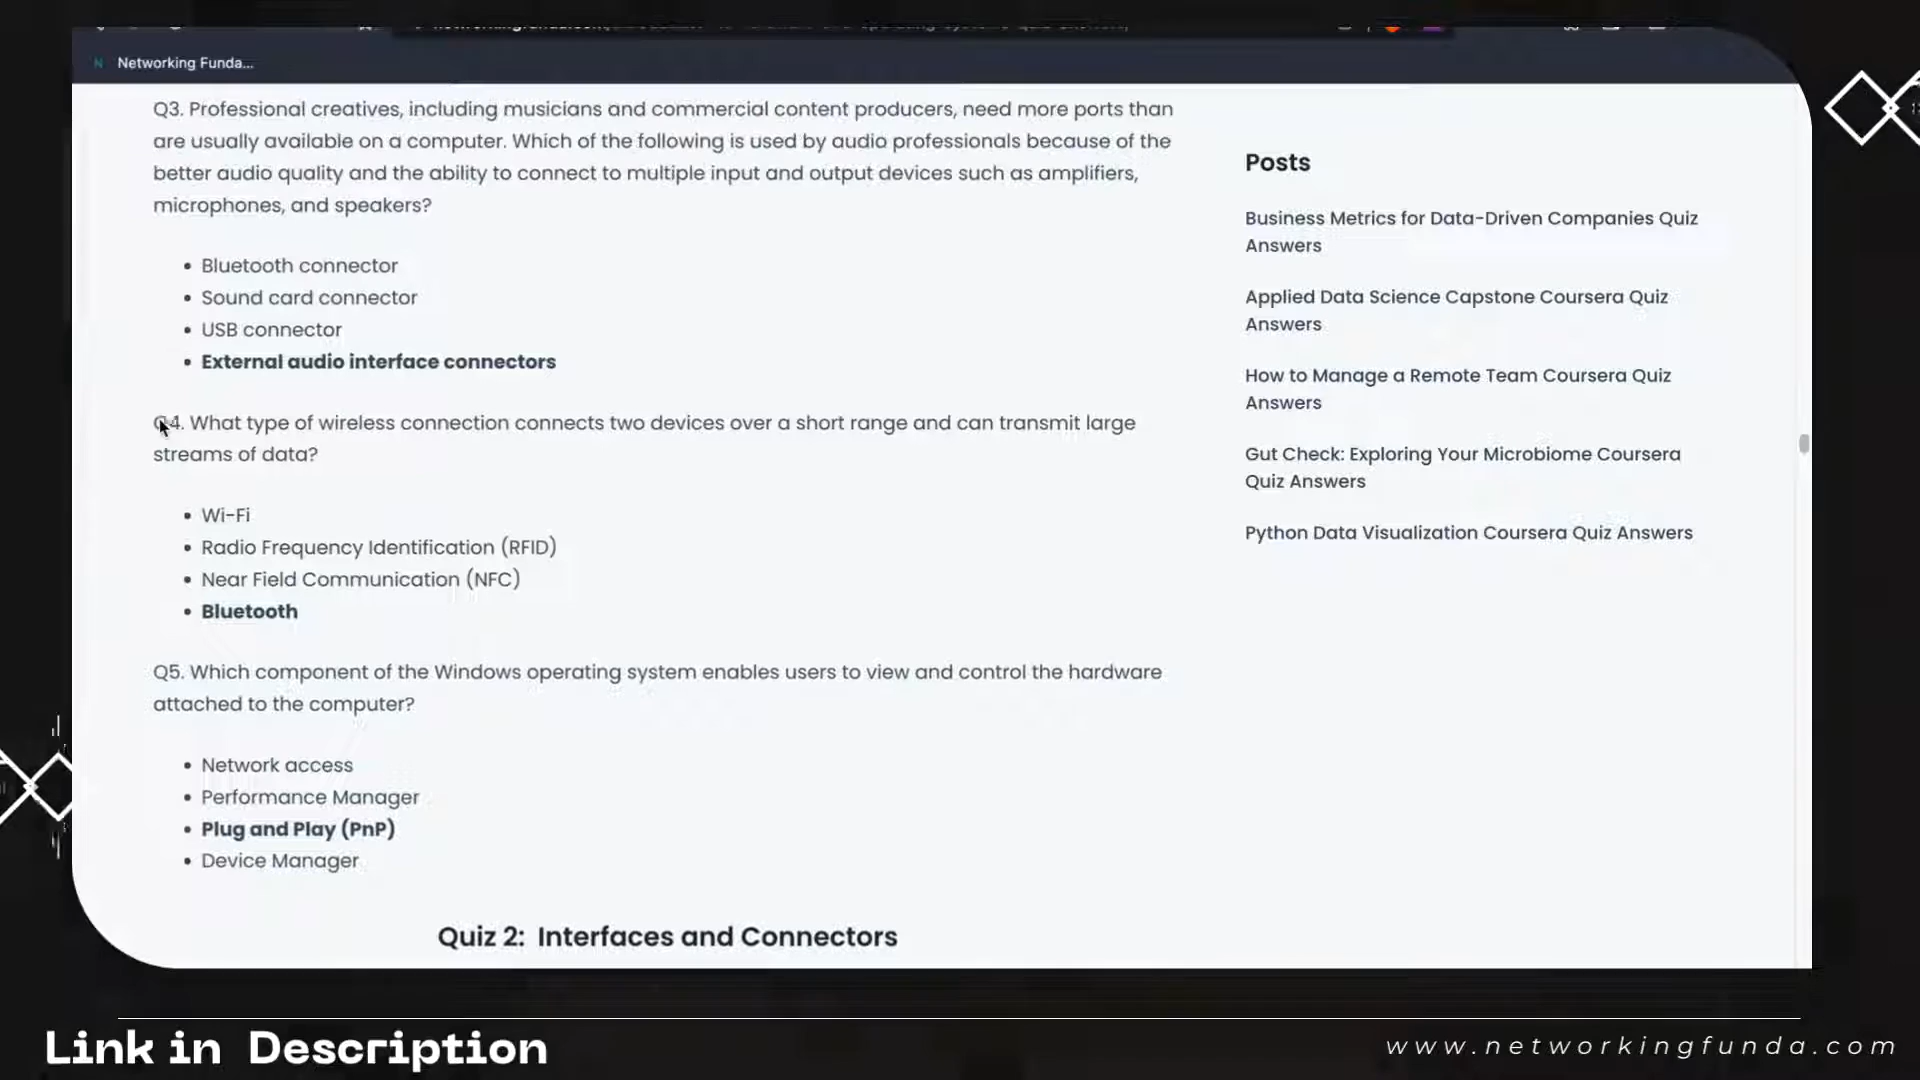 N Networking Funda...
Q3. Professional creatives, including musicians and commercial content producers, need more ports than
are usually available on a computer. Which of the following is used by audio professionals because of the
better audio quality and the ability to connect to multiple input and output devices such as amplifiers,
microphones, and speakers?
• Bluetooth connector
• Sound card connector
• USB connector
• External audio interface connectors
Q4. What type of wireless connection connects two devices over a short range and can transmit large
streams of data?
• Wi-Fi
• Radio Frequency Identification (RFID)
• Near Field Communication (NFC)
• Bluetooth
Q5. Which component of the Windows operating system enables users to view and control the hardware
attached to the computer?
• Network access
• Performance Manager
• Plug and Play (PnP)
• Device Manager
Quiz 2: Interfaces and Connectors
Posts
Business Metrics for Data-Driven Companies Quiz
Answers
Applied Data Science Capstone Coursera Quiz
Answers
How to Manage a Remote Team Coursera Quiz
Answers
Gut Check: Exploring Your Microbiome Coursera
Quiz Answers
Python Data Visualization Coursera Quiz Answers
Link in Description
www.networkingfunda.com